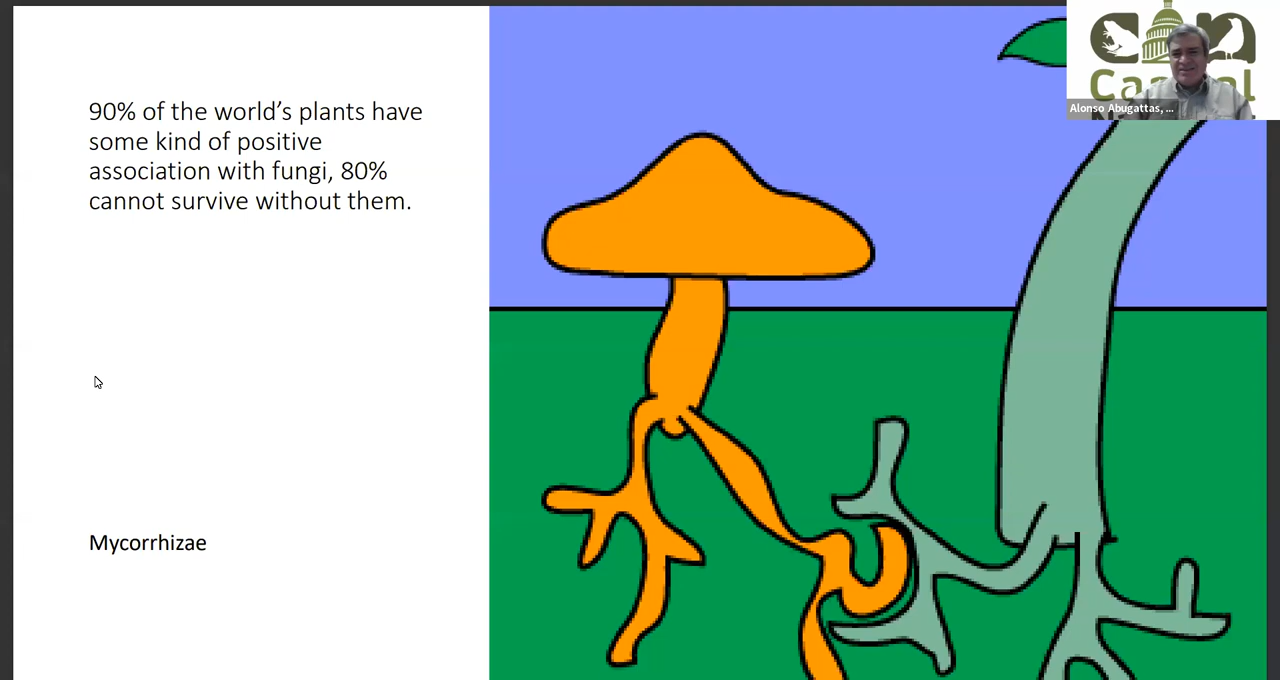 90% of the world's plants have
some kind of positive
association with fungi, 80%
cannot survive without them.
Mycorrhizae
Alonso Abugattas, ...